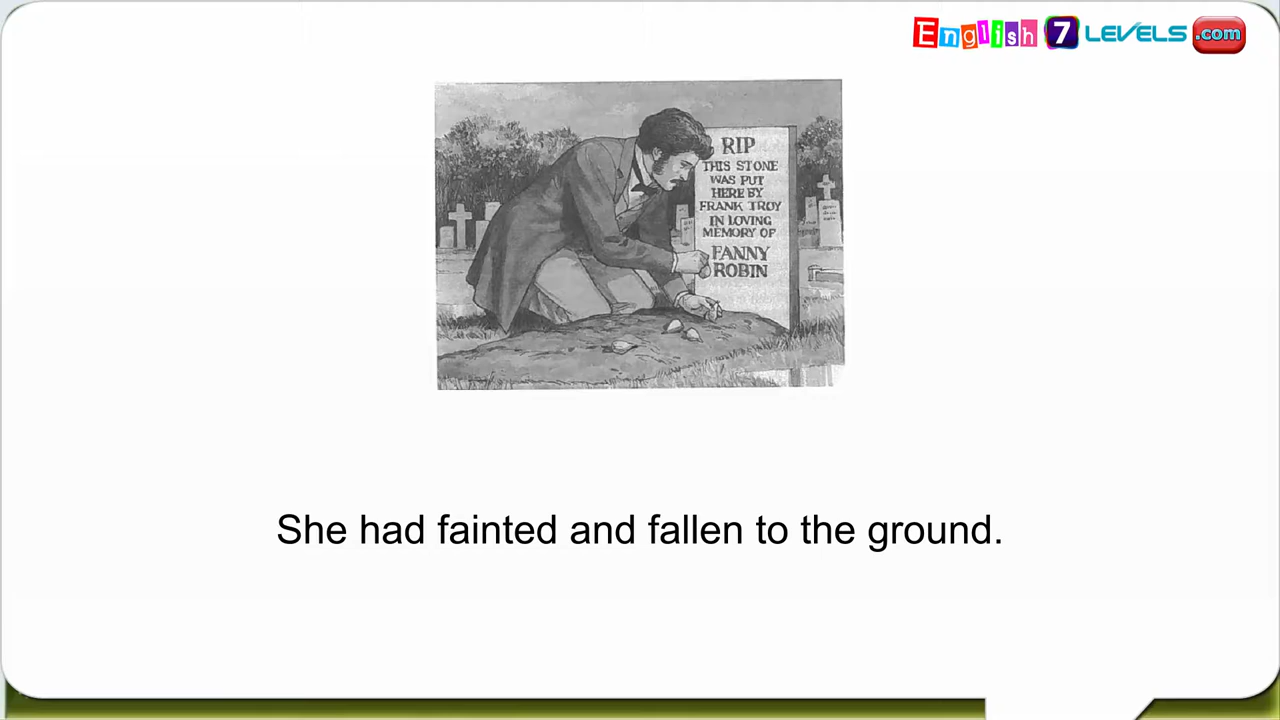 English 7 LEVELS .com
RIP
THIS STONE
WAS PUT
HERE BY
FRANK TROY
IN LOVING
MEMORY OF
FANNY
ROBIN
She had fainted and fallen to the ground.